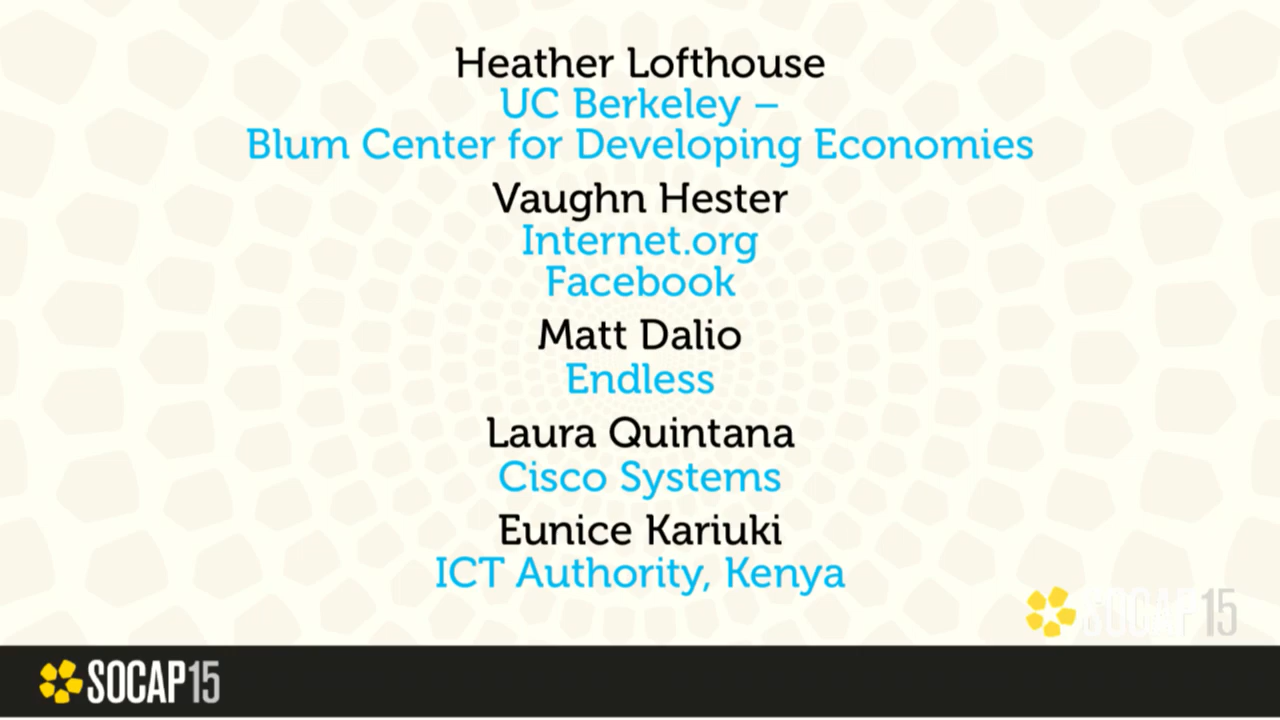 Heather Lofthouse
UC Berkeley –
Blum Center for Developing Economies
Vaughn Hester
Internet.org
Facebook
Matt Dalio
Endless
Laura Quintana
Cisco Systems
Eunice Kariuki
ICT Authority, Kenya
SOCAP15
SOCAP15